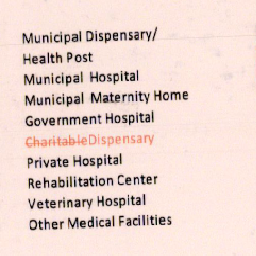 Municipal Dispensary/
Health Post
Municipal Hospital
Municipal Maternity Home
Government Hospital
Charitable Dispensary
Private Hospital
Rehabilitation Center
Veterinary Hospital
Other Medical Facilities